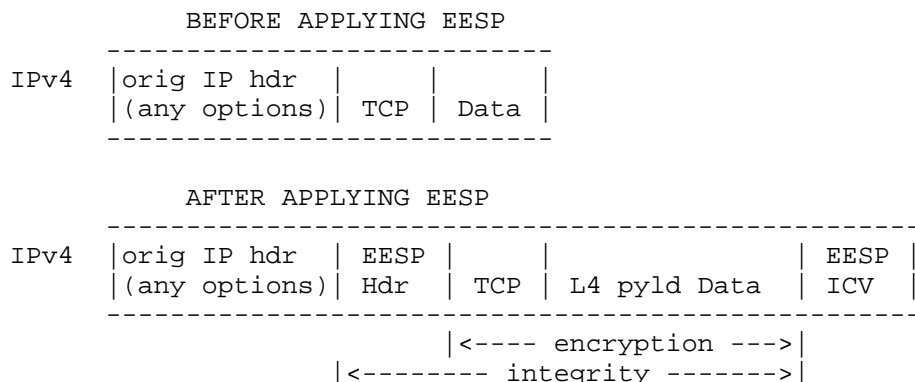 BEFORE APPLYING EESP
----------------------------
IPv4  |orig IP hdr  |     |      |
      |(any options)| TCP | Data |
----------------------------
AFTER APPLYING EESP
---------------------------------------------------
IPv4  |orig IP hdr  | EESP |     |              | EESP |
      |(any options)| Hdr  | TCP | L4 pyld Data | ICV  |
---------------------------------------------------
|<---- encryption --->|
|<-------- integrity ------->|